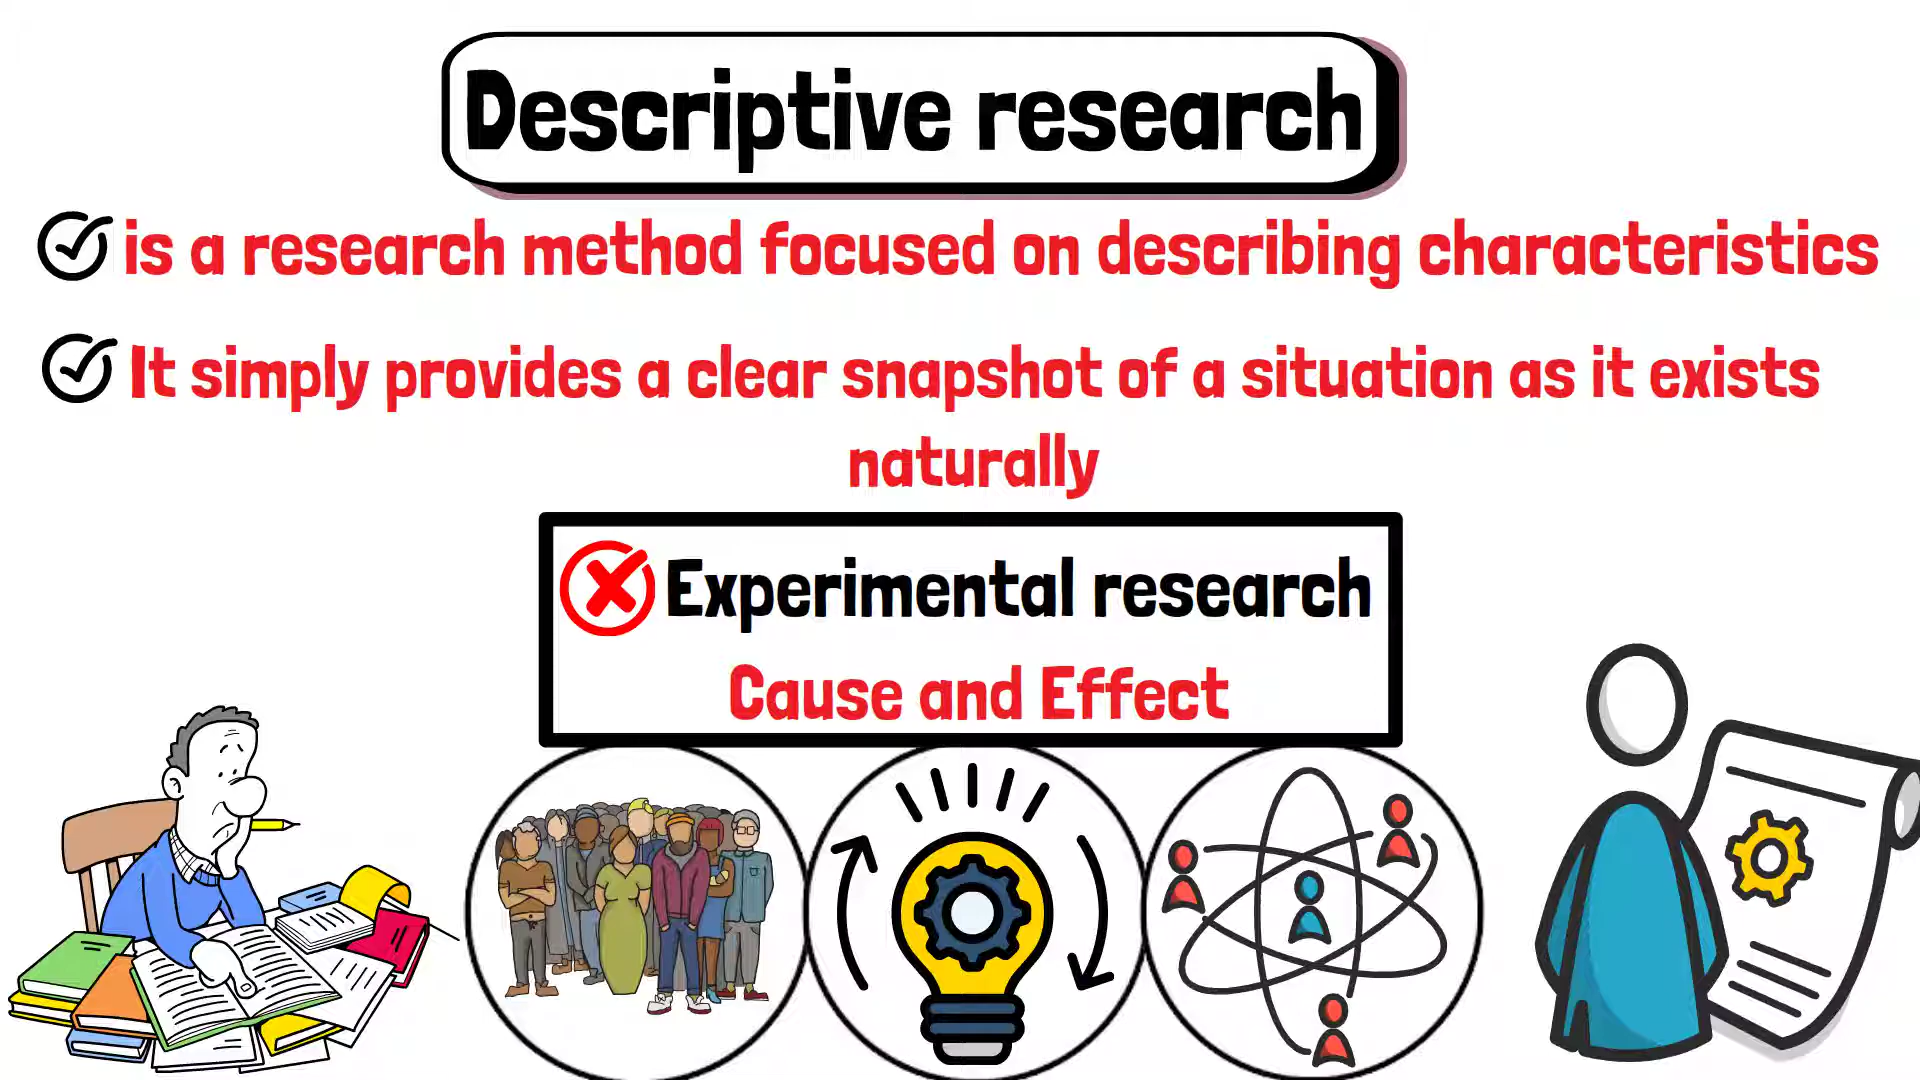 Descriptive research
is a research method focused on describing characteristics
It simply provides a clear snapshot of a situation as it exists
naturally
Experimental research
Cause and Effect